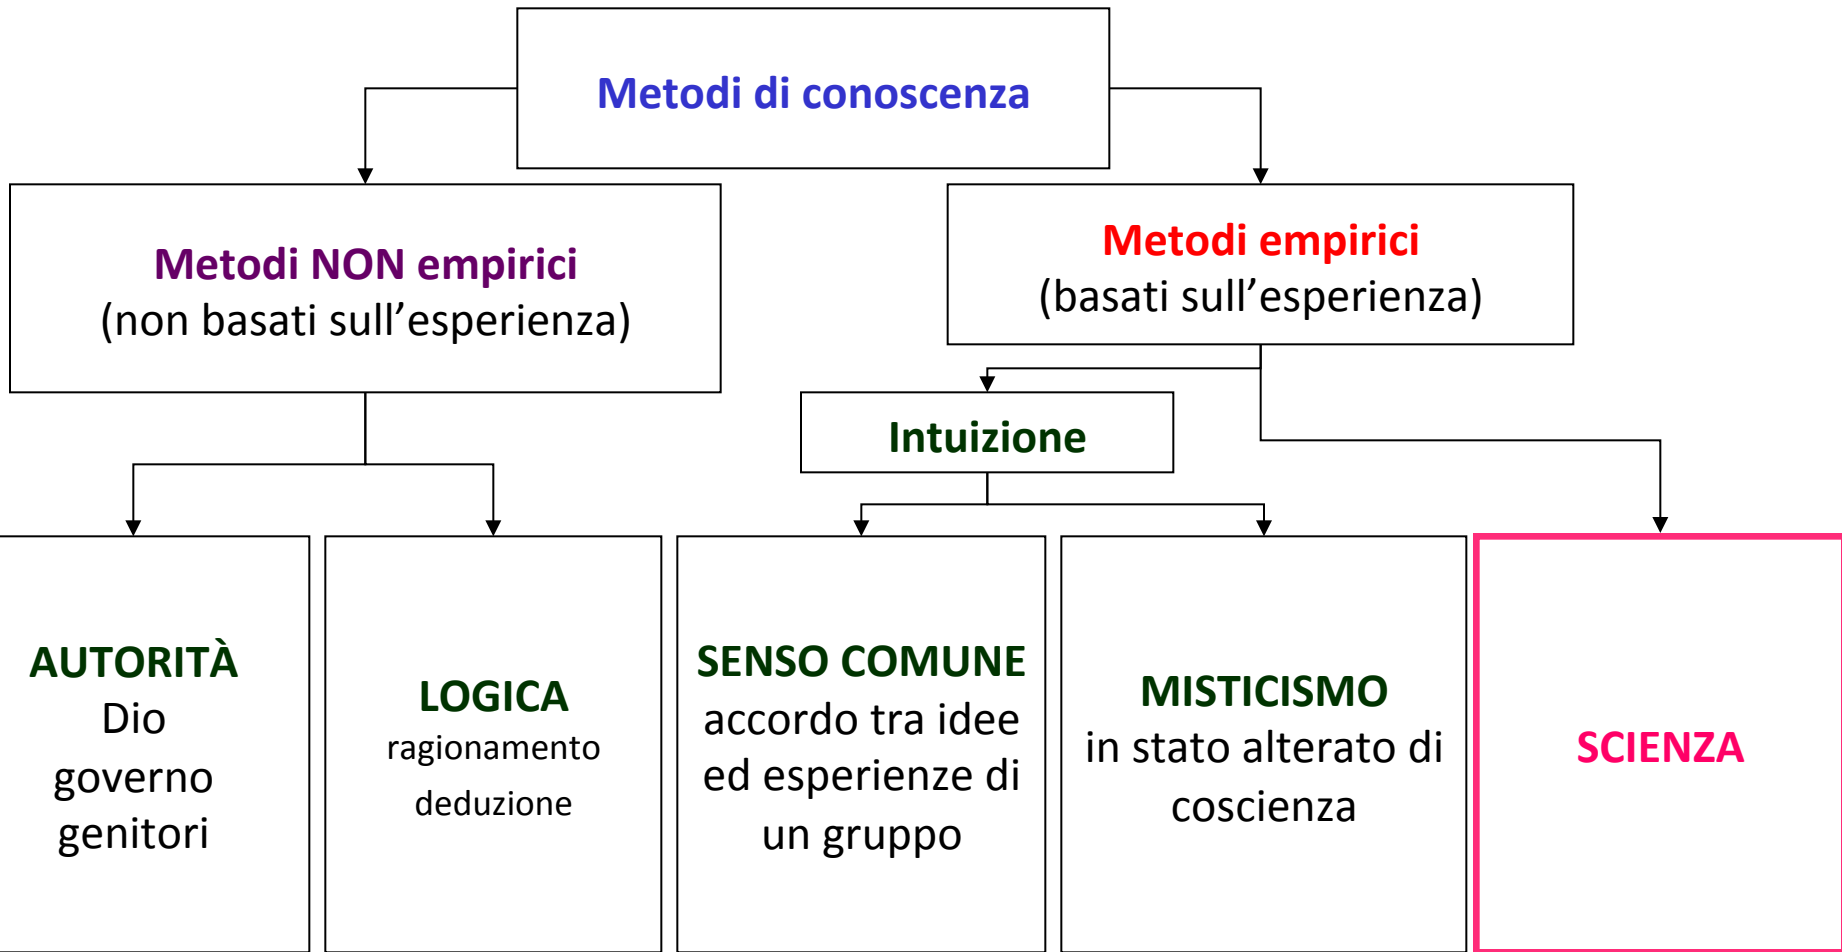 Metodi di conoscenza
Metodi NON empirici
(non basati sull’esperienza)
Metodi empirici
(basati sull’esperienza)
Intuizione
AUTORITÀ
Dio
governo
genitori
LOGICA
ragionamento
deduzione
SENSO COMUNE
accordo tra idee
ed esperienze di
un gruppo
MISTICISMO
in stato alterato di
coscienza
SCIENZA